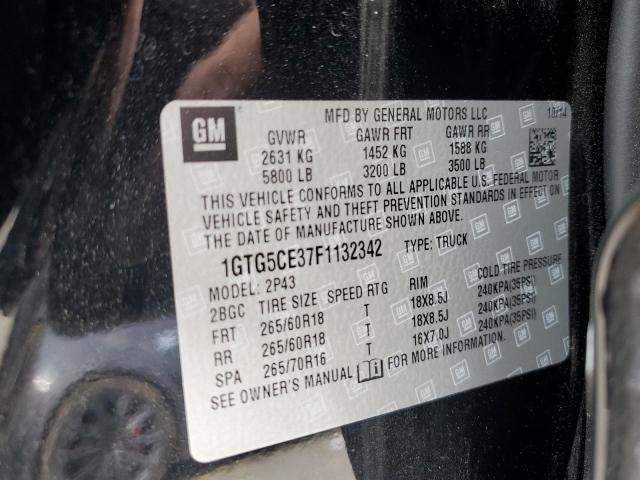 GM
MFD BY GENERAL MOTORS LLC 10/14
GVWR GAWR FRT GAWR RR
2631 KG 1452 KG 1588 KG
5800 LB 3200 LB 3500 LB
THIS VEHICLE CONFORMS TO ALL APPLICABLE U.S. FEDERAL MOTOR
VEHICLE SAFETY AND THEFT PREVENTION STANDARDS IN EFFECT ON
THE DATE OF MANUFACTURE SHOWN ABOVE.
1GTG5CE37F1132342 TYPE: TRUCK
MODEL: 2P43
2BGC TIRE SIZE SPEED RTG RIM COLD TIRE PRESSURE
FRT 265/60R18 T 18X8.5J 240KPA(35PSI)
RR 265/60R18 T 18X8.5J 240KPA(35PSI)
SPA 265/70R16 T 16X7.0J 240KPA(35PSI)
SEE OWNER'S MANUAL FOR MORE INFORMATION.